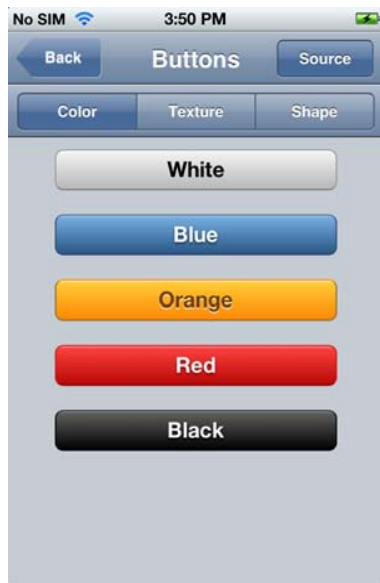 No SIM 3:50 PM
Back Buttons Source
Color Texture Shape
White
Blue
Orange
Red
Black